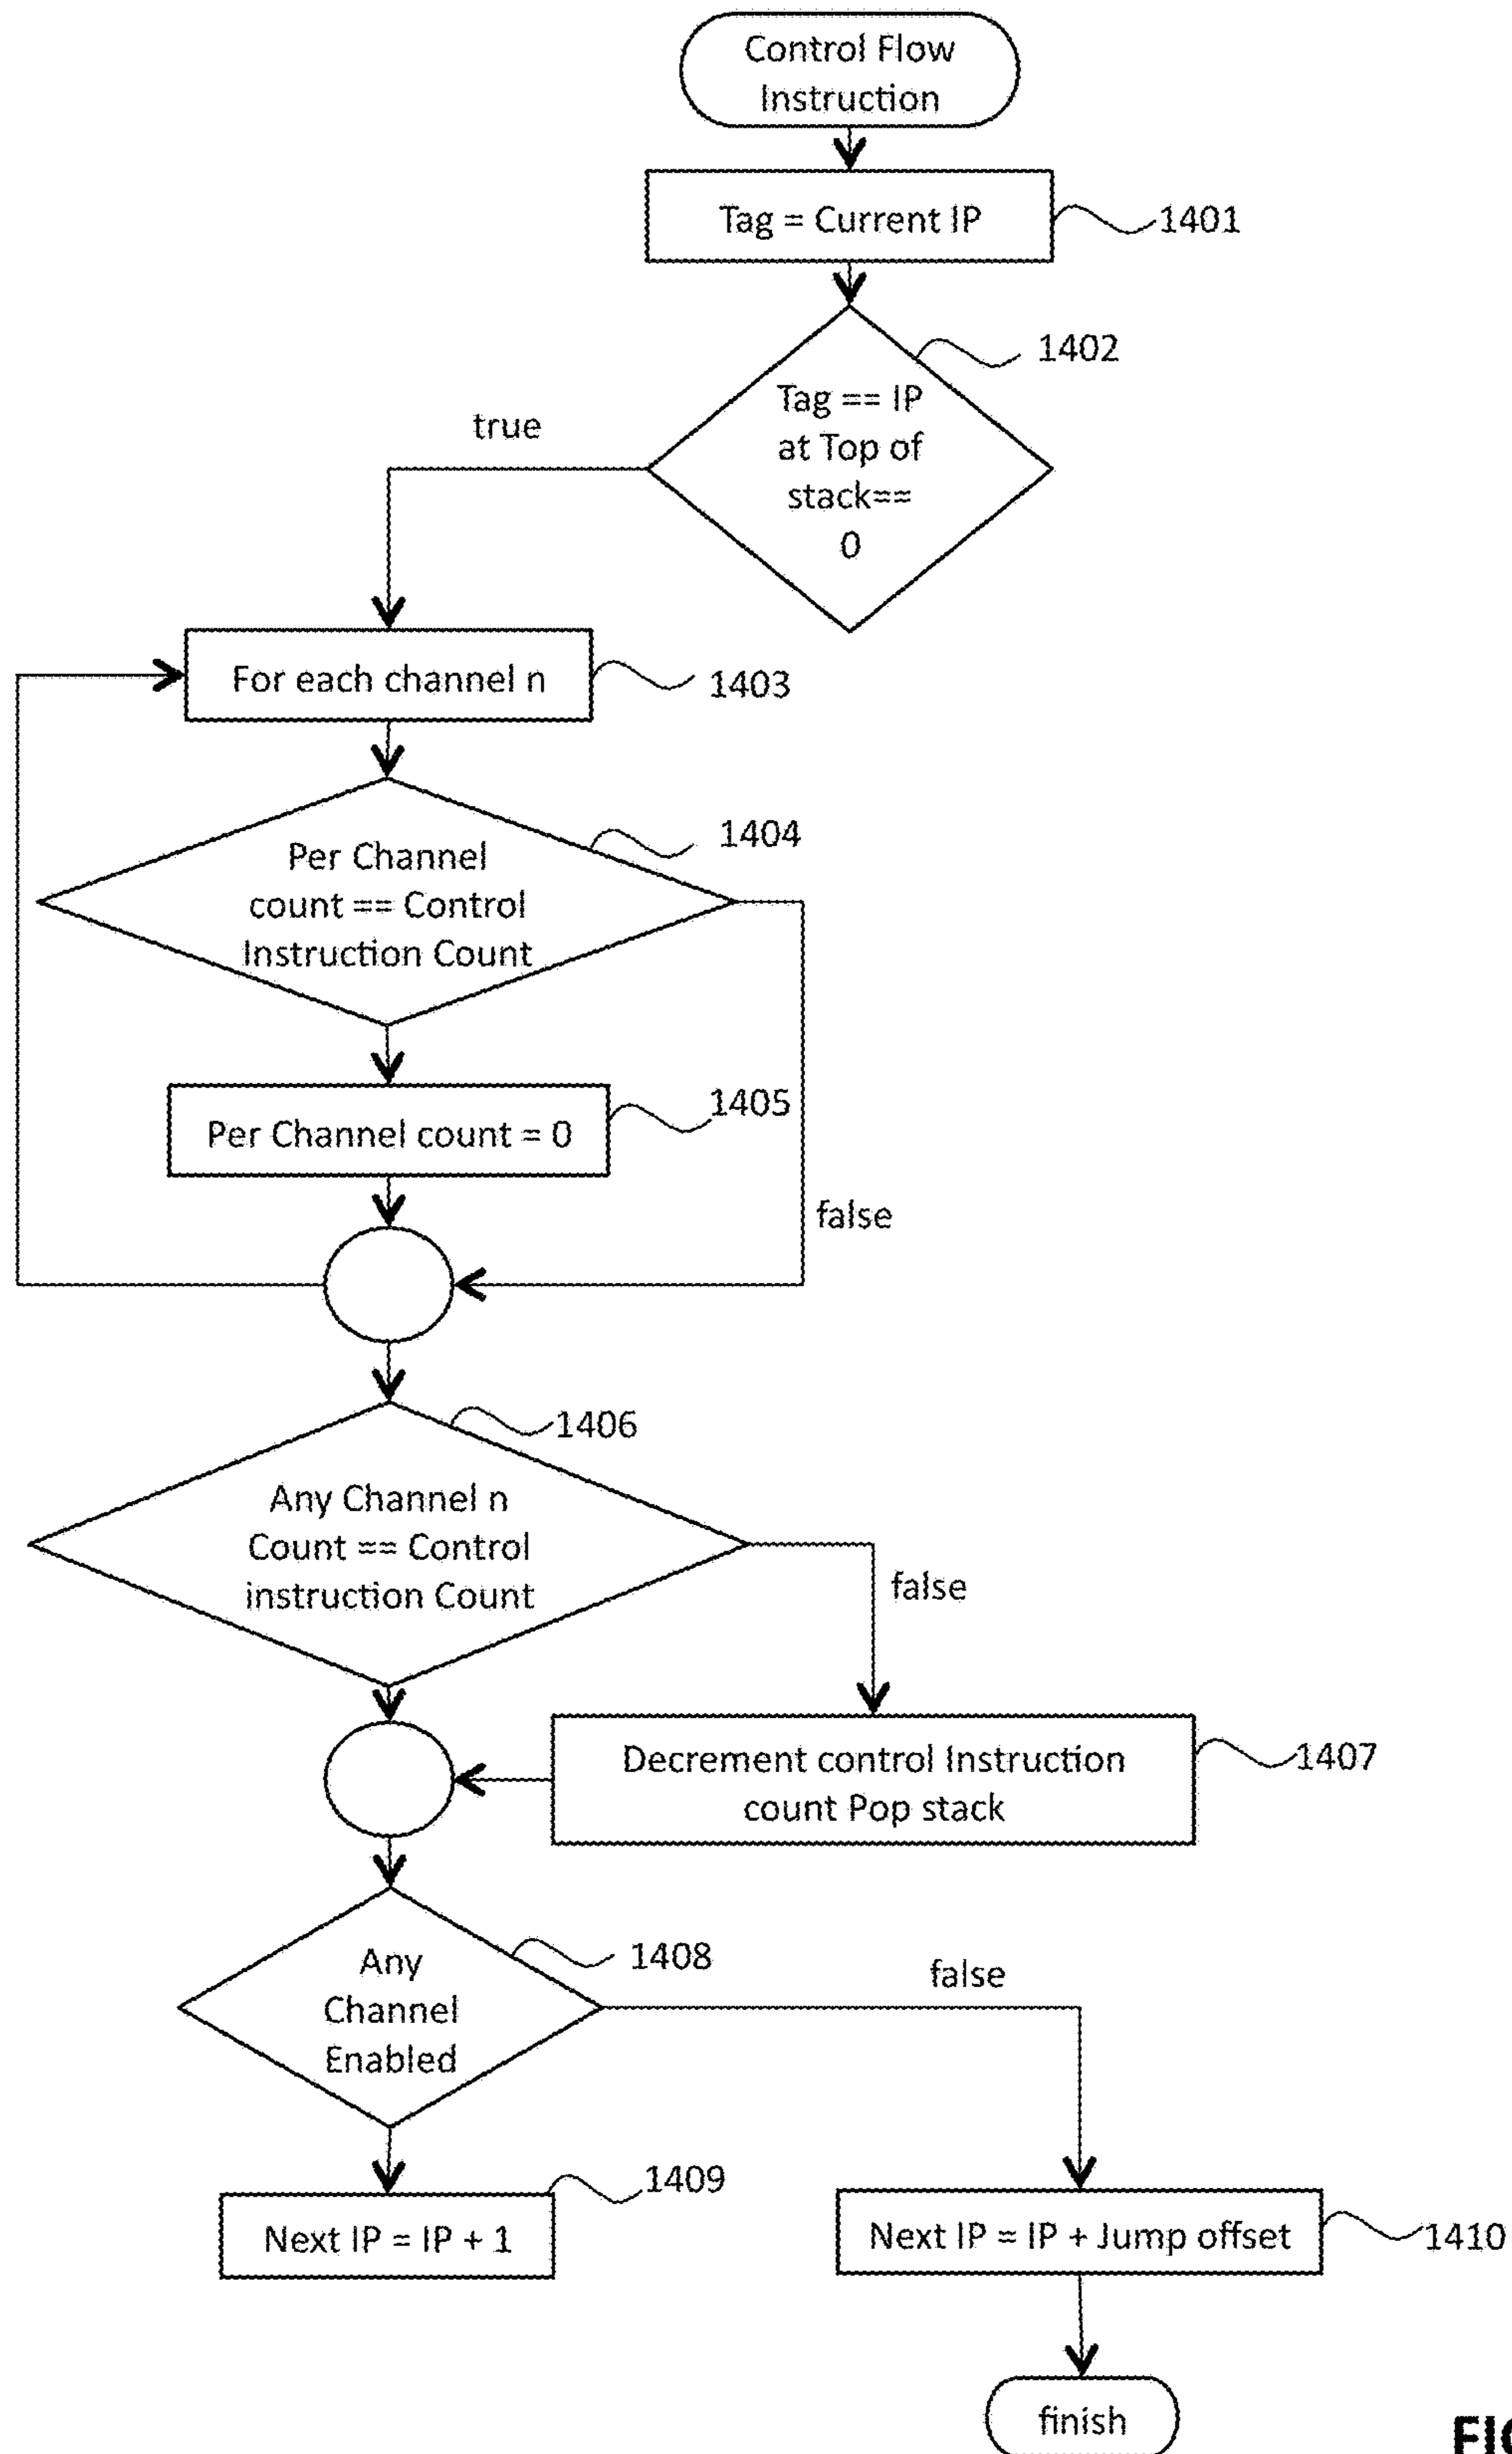 Control Flow
Instruction
Tag = Current IP
1401
1402
Tag == IP
at Top of
stack==
0
true
For each channel n
1403
1404
Per Channel
count == Control
Instruction Count
1405
Per Channel count = 0
false
1406
Any Channel n
Count == Control
instruction Count
false
Decrement control Instruction
count Pop stack
1407
1408
Any
Channel
Enabled
false
1409
Next IP = IP + 1
Next IP = IP + Jump offset
1410
finish